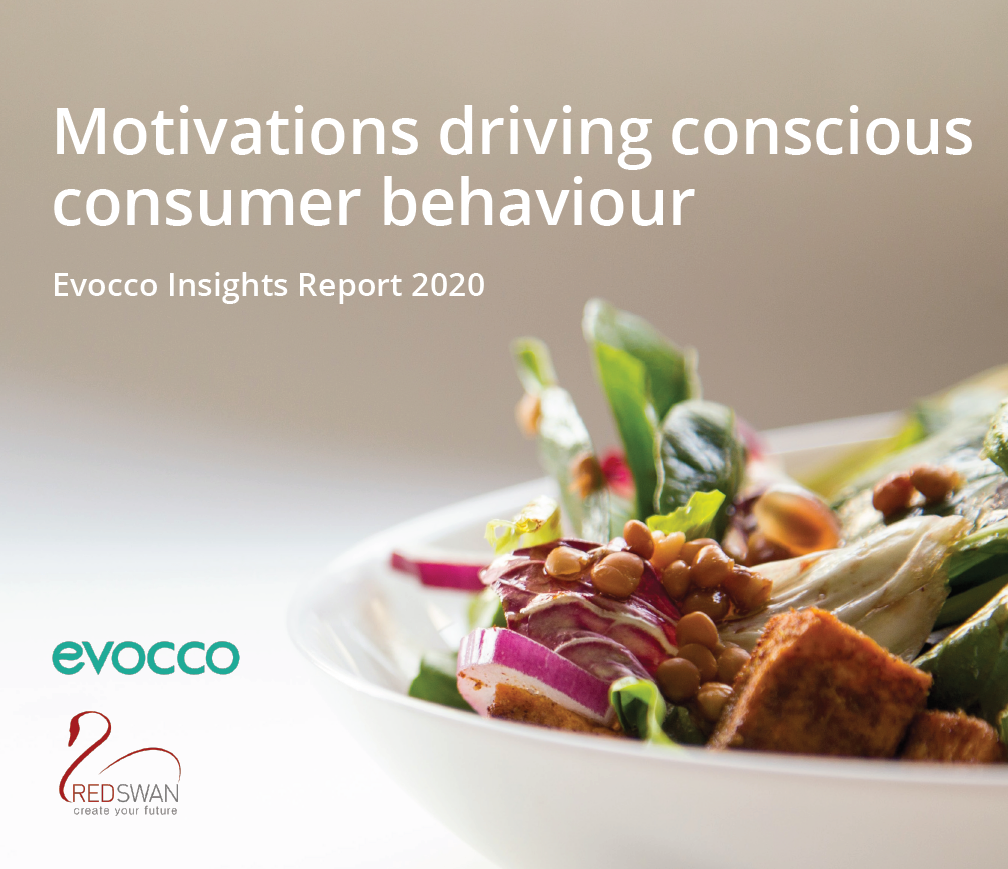 Motivations driving conscious
consumer behaviour
Evocco Insights Report 2020
evocco
REDSWAN
create your future